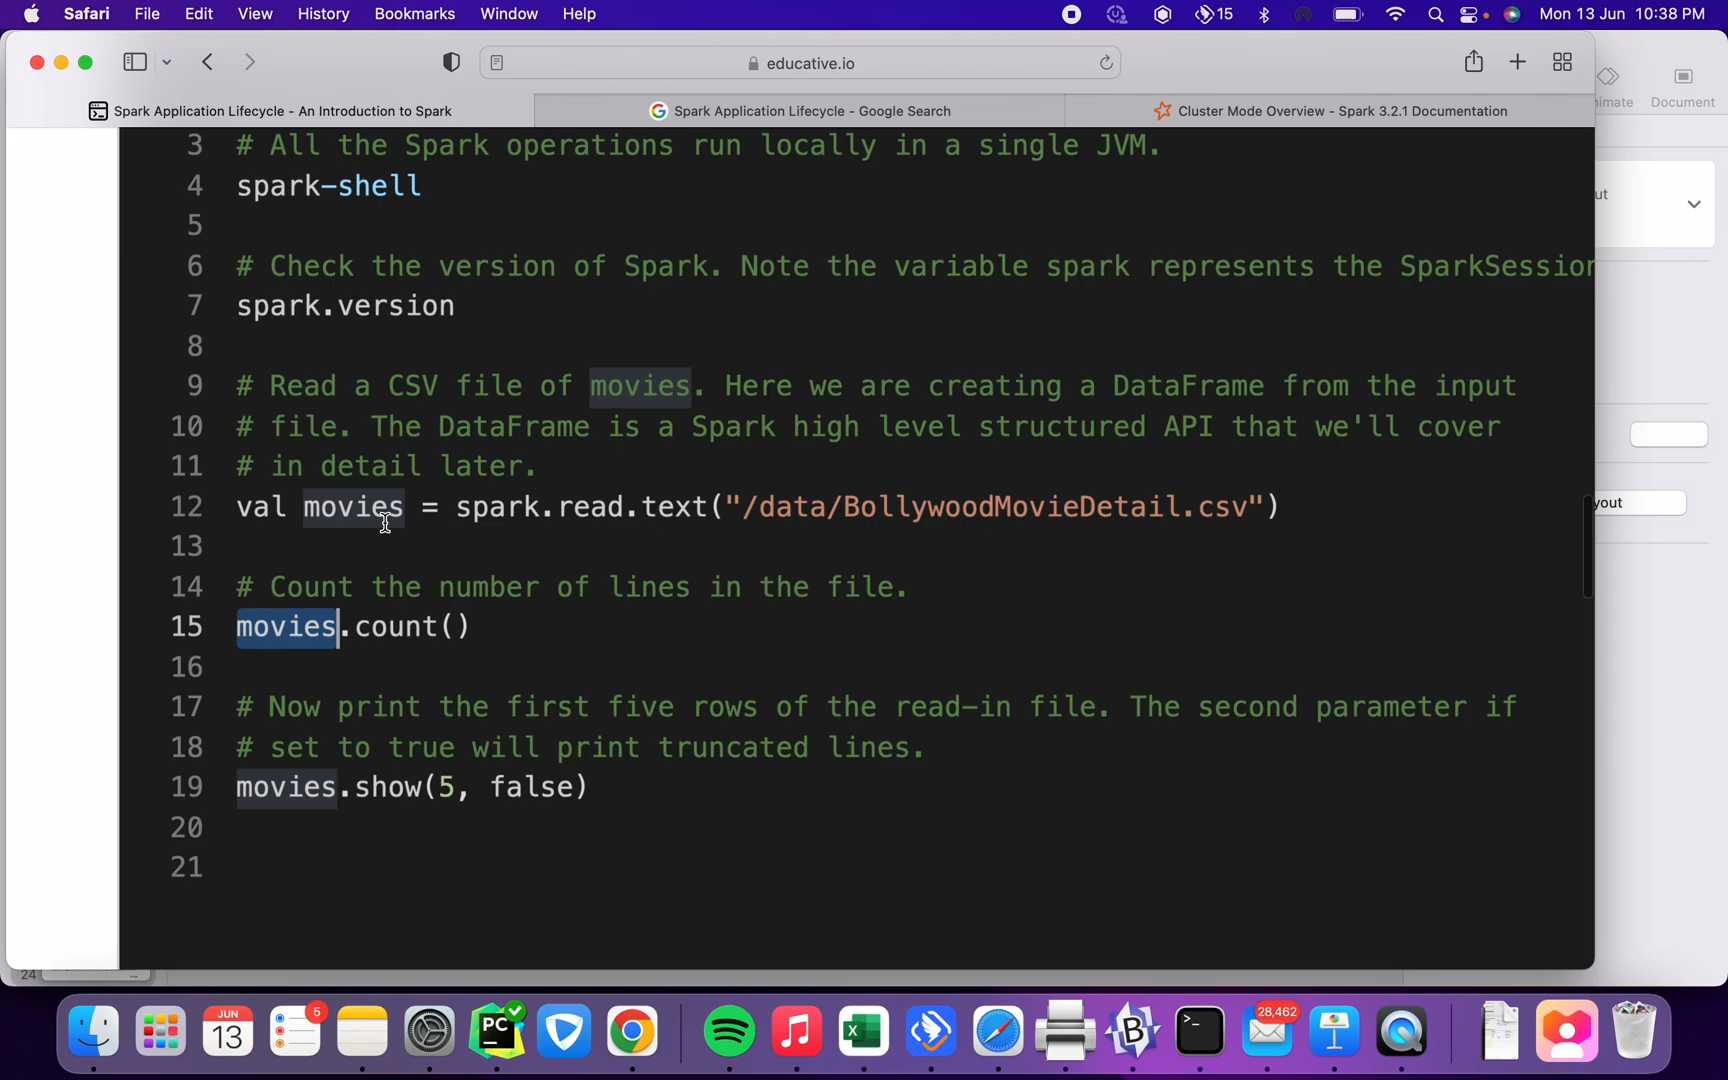 Safari File Edit View History Bookmarks Window Help 15 Mon 13 Jun 10:38 PM
educative.io
Spark Application Lifecycle - An Introduction to Spark
Spark Application Lifecycle - Google Search
Cluster Mode Overview - Spark 3.2.1 Documentation
imate Document
ut
yout
3 # All the Spark operations run locally in a single JVM.
4 spark-shell
5
6 # Check the version of Spark. Note the variable spark represents the SparkSession
7 spark.version
8
9 # Read a CSV file of movies. Here we are creating a DataFrame from the input
10 # file. The DataFrame is a Spark high level structured API that we'll cover
11 # in detail later.
12 val movies = spark.read.text("/data/BollywoodMovieDetail.csv")
13
14 # Count the number of lines in the file.
15 movies.count()
16
17 # Now print the first five rows of the read-in file. The second parameter if
18 # set to true will print truncated lines.
19 movies.show(5, false)
20
21
24
JUN
13
5
PC
X
B
>_
28,462